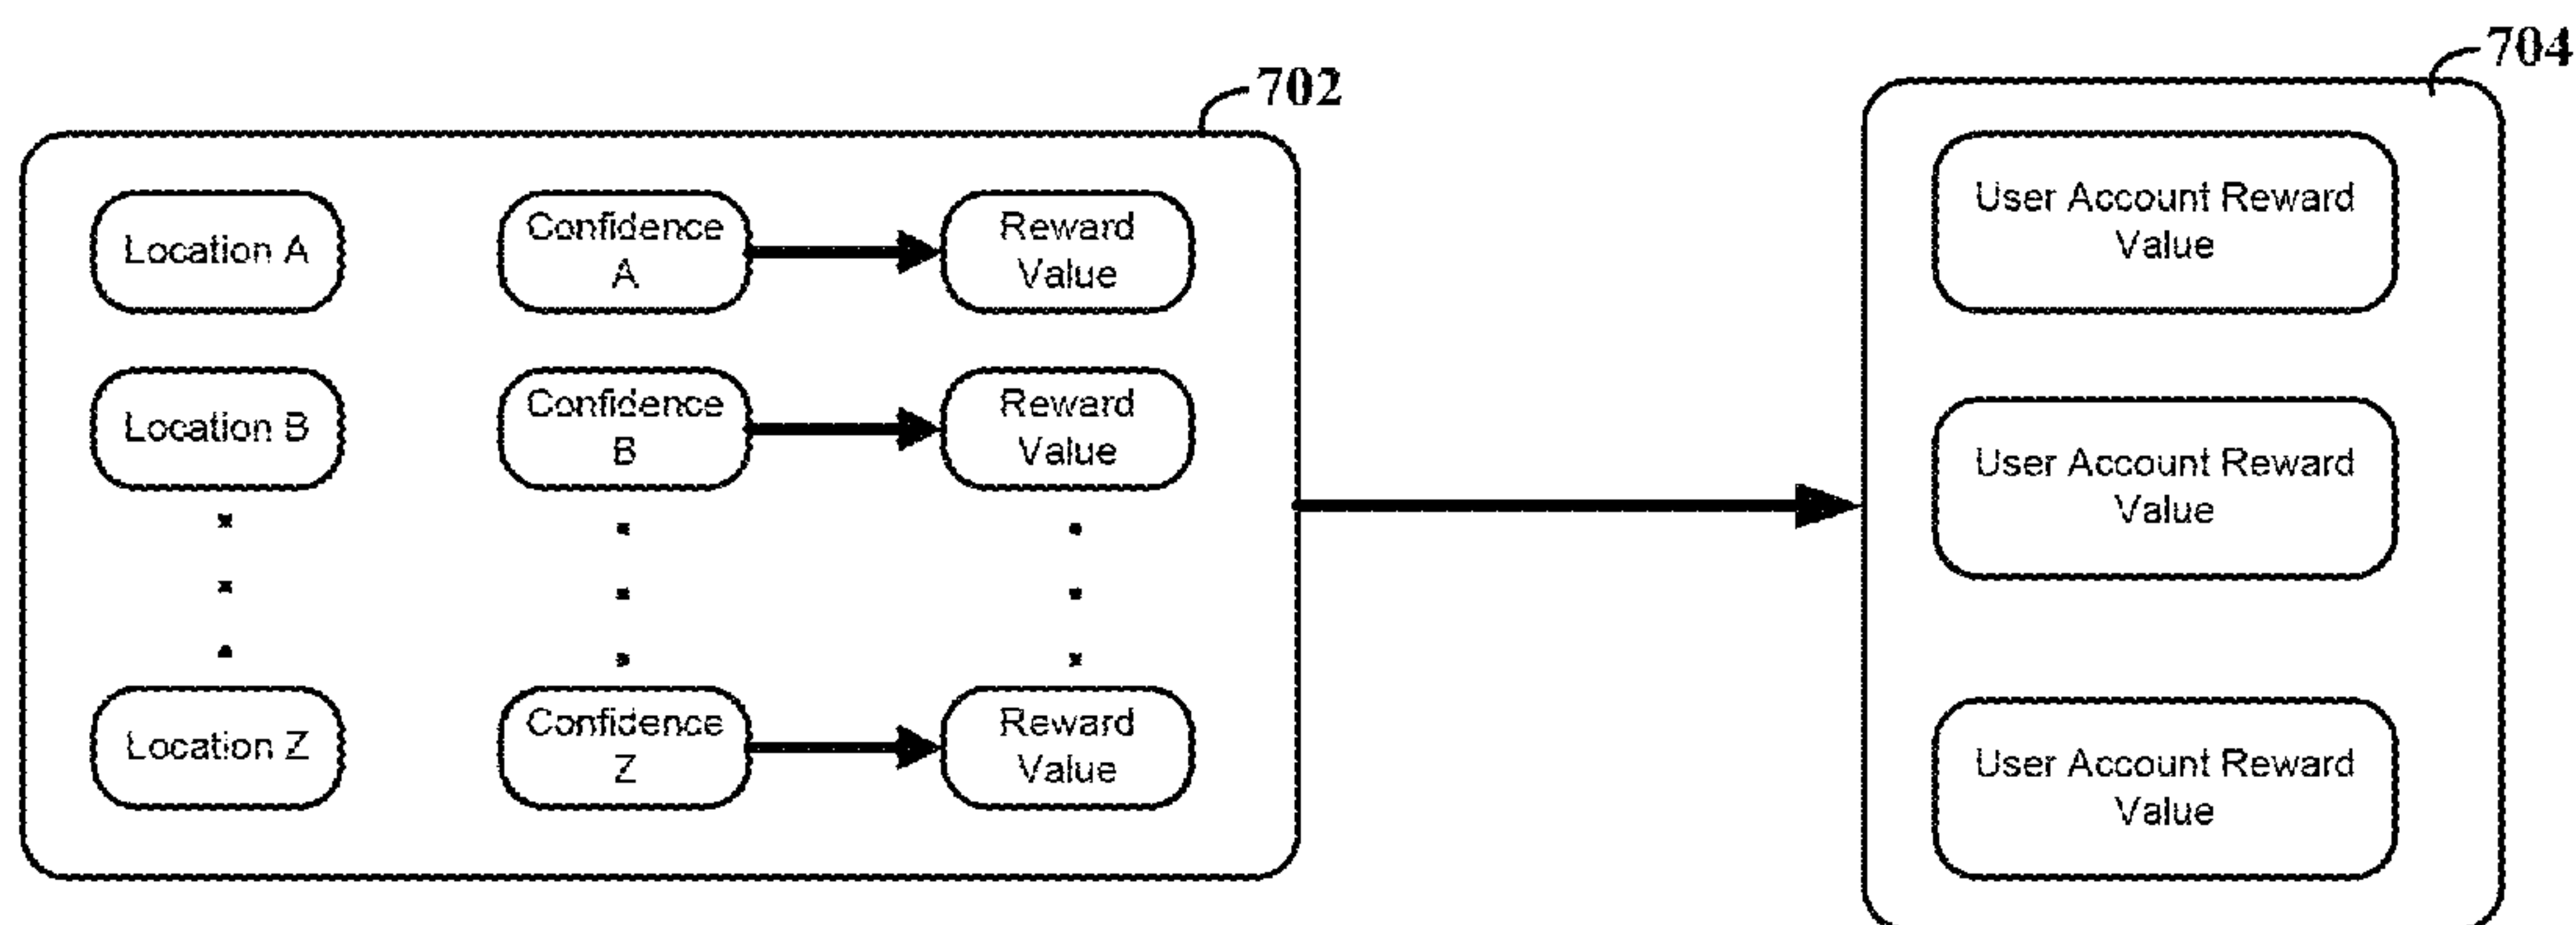 702
704
Location A
Confidence
A
Reward
Value
Location B
Confidence
B
Reward
Value
Location Z
Confidence
Z
Reward
Value
User Account Reward
Value
User Account Reward
Value
User Account Reward
Value